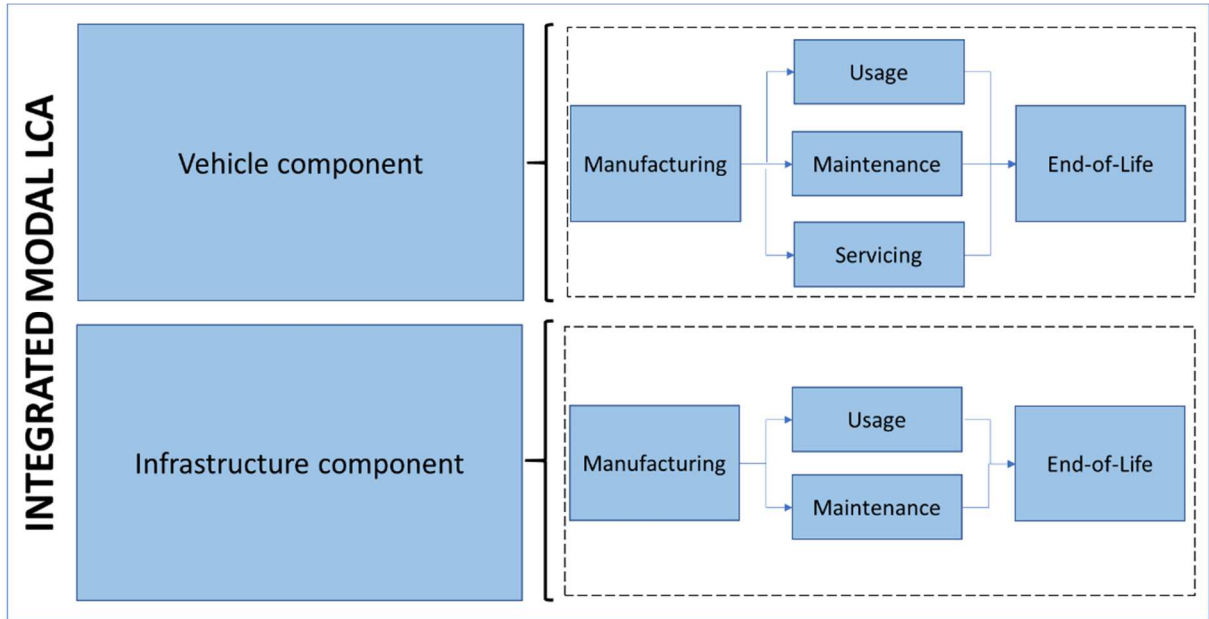 INTEGRATED MODAL LCA
Vehicle component
Manufacturing
Usage
Maintenance
Servicing
End-of-Life
Infrastructure component
Manufacturing
Usage
Maintenance
End-of-Life